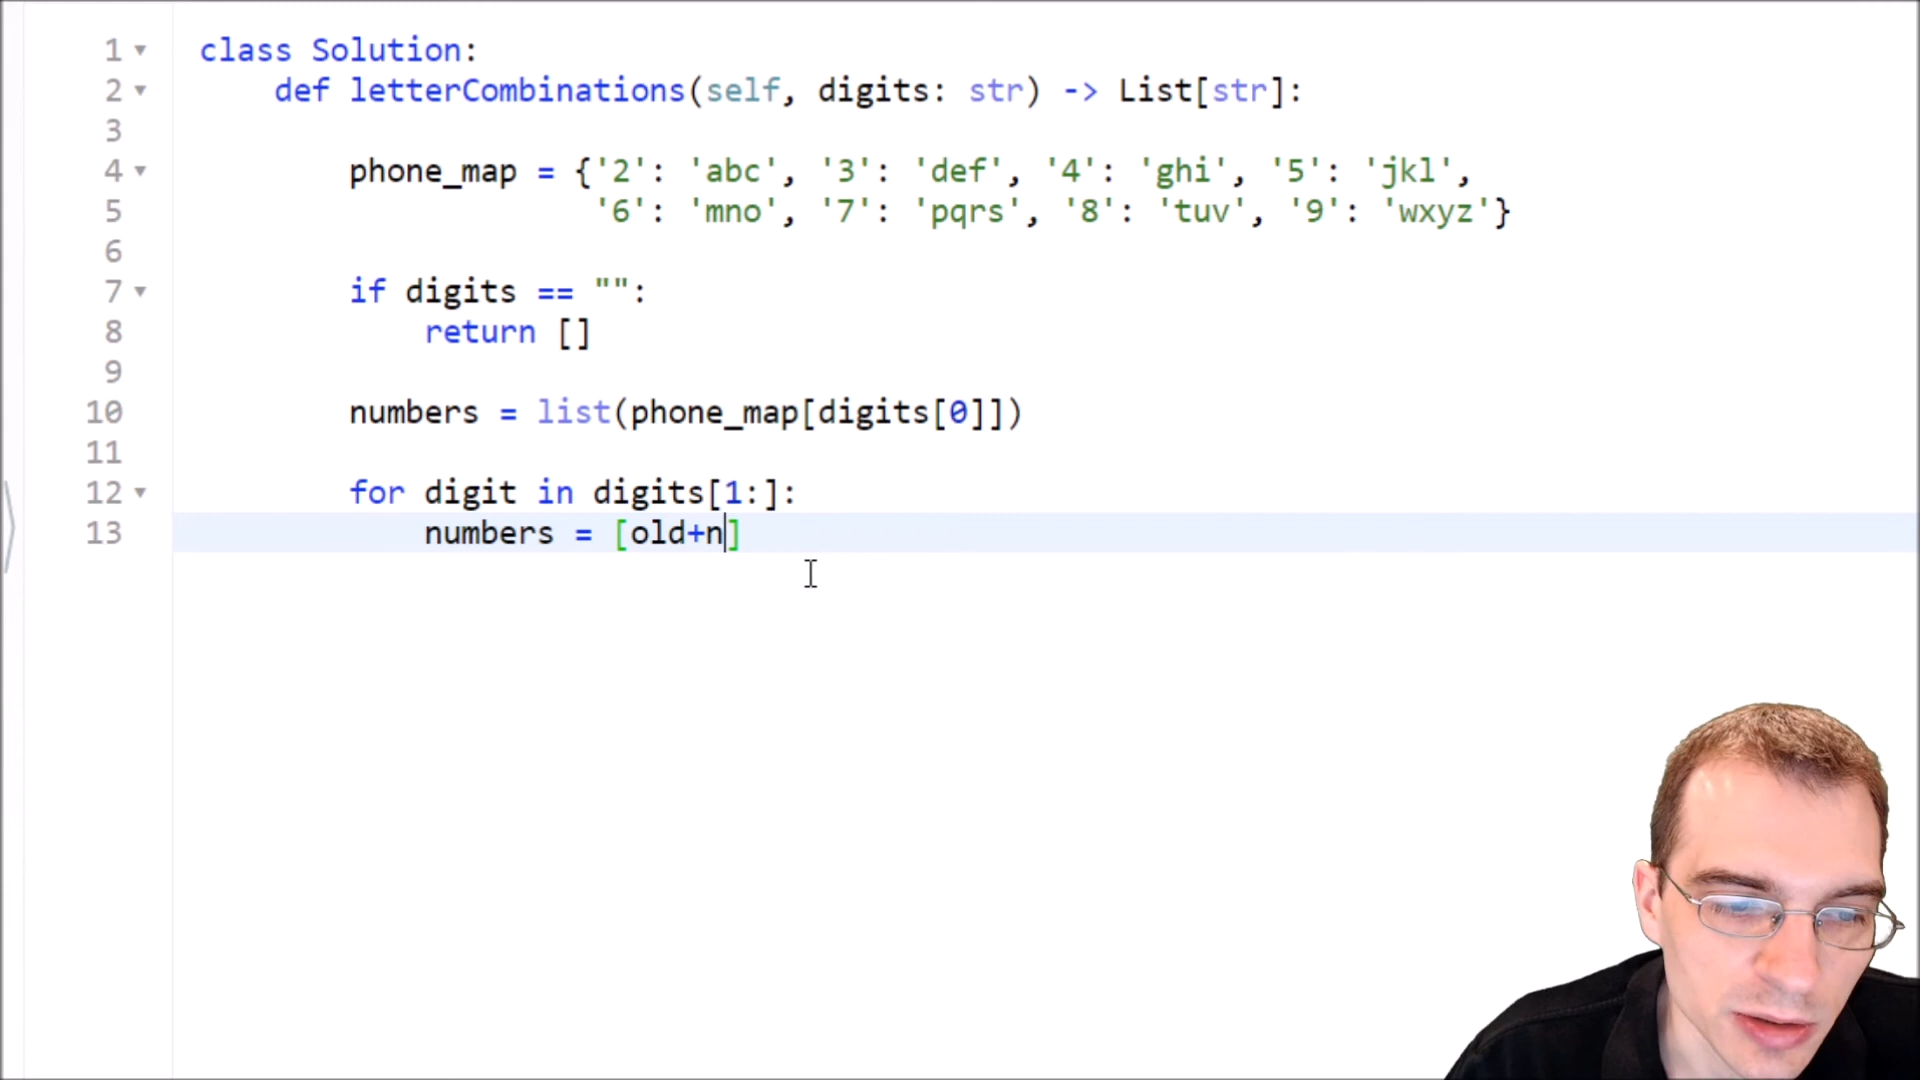 1 class Solution:
2 def letterCombinations(self, digits: str) -> List[str]:
3
4 phone_map = {'2': 'abc', '3': 'def', '4': 'ghi', '5': 'jkl',
5 '6': 'mno', '7': 'pqrs', '8': 'tuv', '9': 'wxyz'}
6
7 if digits == "":
8 return []
9
10 numbers = list(phone_map[digits[0]])
11
12 for digit in digits[1:]:
13 numbers = [old+n]